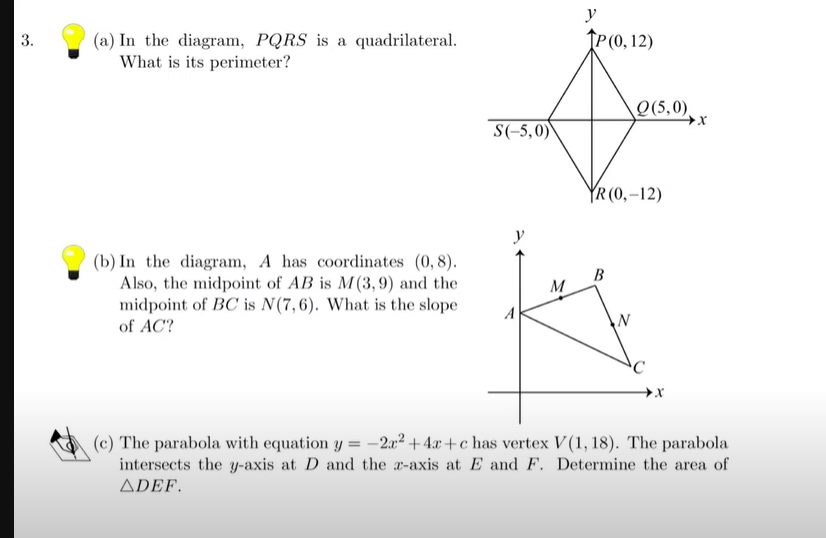 3. (a) In the diagram, PQRS is a quadrilateral.
What is its perimeter?
y
P(0, 12)
Q(5,0)
x
S(–5,0)
R(0,–12)
(b) In the diagram, A has coordinates (0, 8).
Also, the midpoint of AB is M(3, 9) and the
midpoint of BC is N(7, 6). What is the slope
of AC?
y
B
M
A
N
C
x
(c) The parabola with equation y = −2x² + 4x + c has vertex V(1, 18). The parabola
intersects the y-axis at D and the x-axis at E and F. Determine the area of
△DEF.